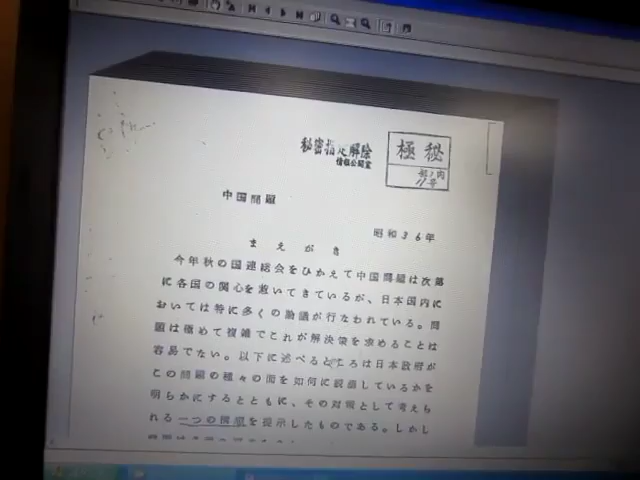 秘密指定解除
情報公開室
極秘
部ノ内
号
中国問題
昭和36年
まえがき
今年秋の国連総会をひかえて中国問題は次第
に各国の関心を惹いてきているが、日本国内に
おいては特に多くの論議が行なわれている。問
題は極めて複雑でこれが解決策を求めることは
容易でない。以下に述べるところは日本政府が
この問題の種々の面を如何に認識しているかを
明らかにするとともに、その対策として考えら
れる一つの構想を提示したものである。しかし